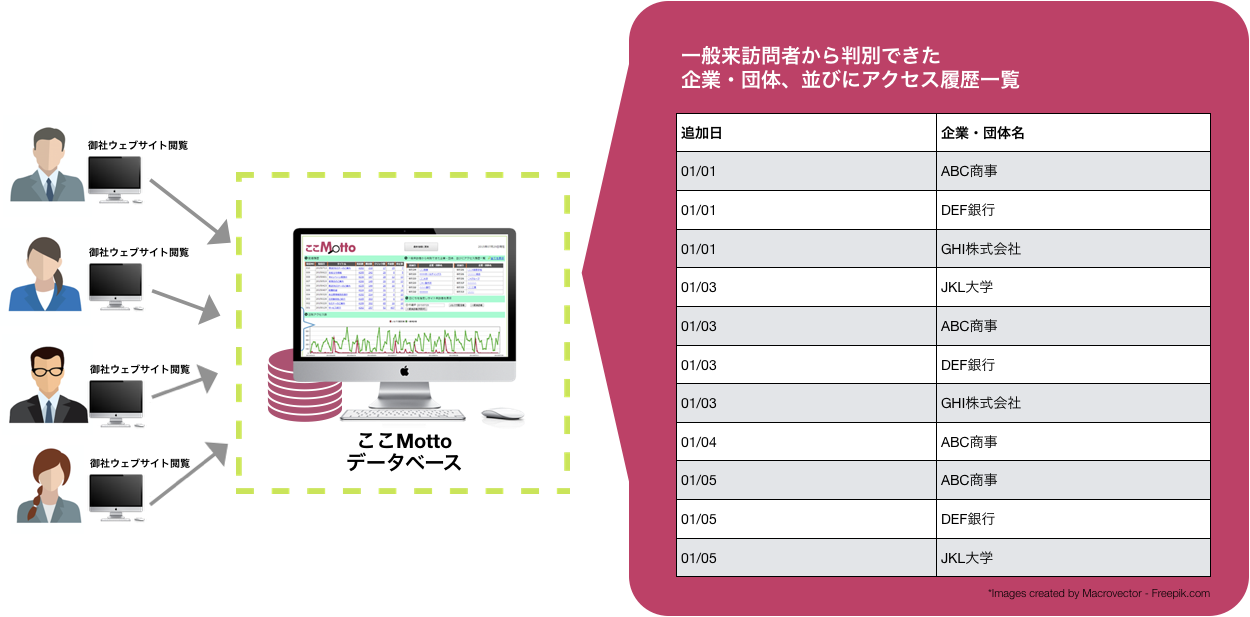 御社ウェブサイト閲覧
御社ウェブサイト閲覧
御社ウェブサイト閲覧
御社ウェブサイト閲覧
ここMotto
ここMotto
データベース
一般来訪問者から判別できた
企業・団体、並びにアクセス履歴一覧
追加日 企業・団体名
01/01 ABC商事
01/01 DEF銀行
01/01 GHI株式会社
01/03 JKL大学
01/03 ABC商事
01/03 DEF銀行
01/03 GHI株式会社
01/04 ABC商事
01/05 ABC商事
01/05 DEF銀行
01/05 JKL大学
*Images created by Macrovector - Freepik.com